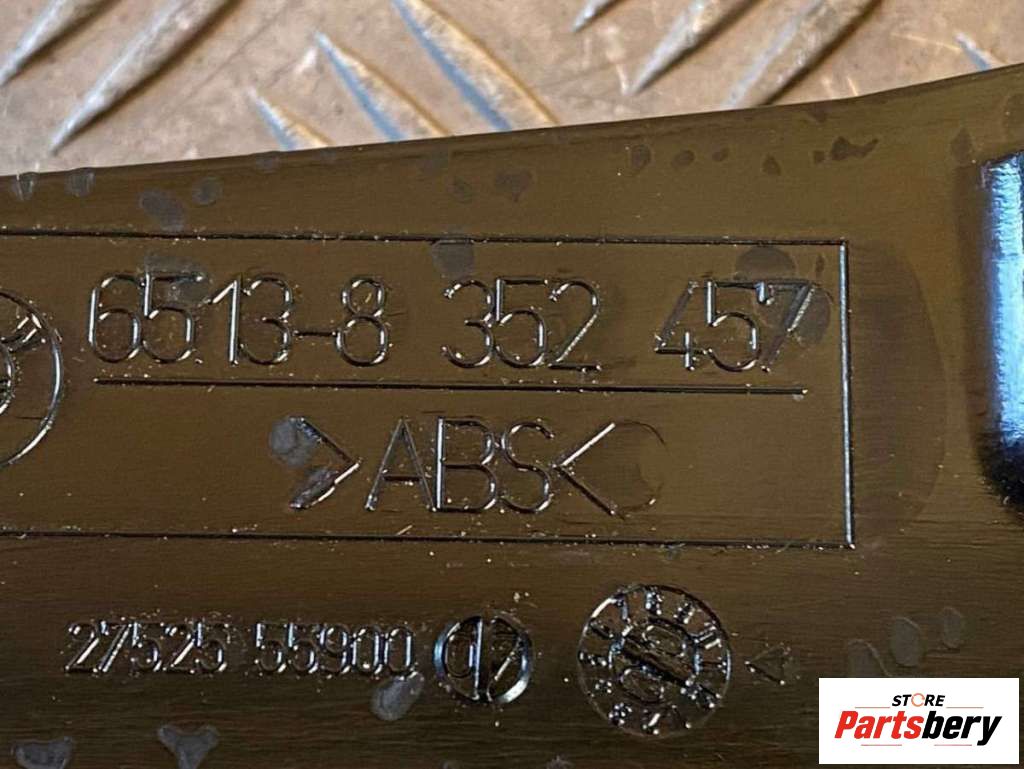 6513-8 352 457
>ABS<
27525 55900
STORE
Partsbery